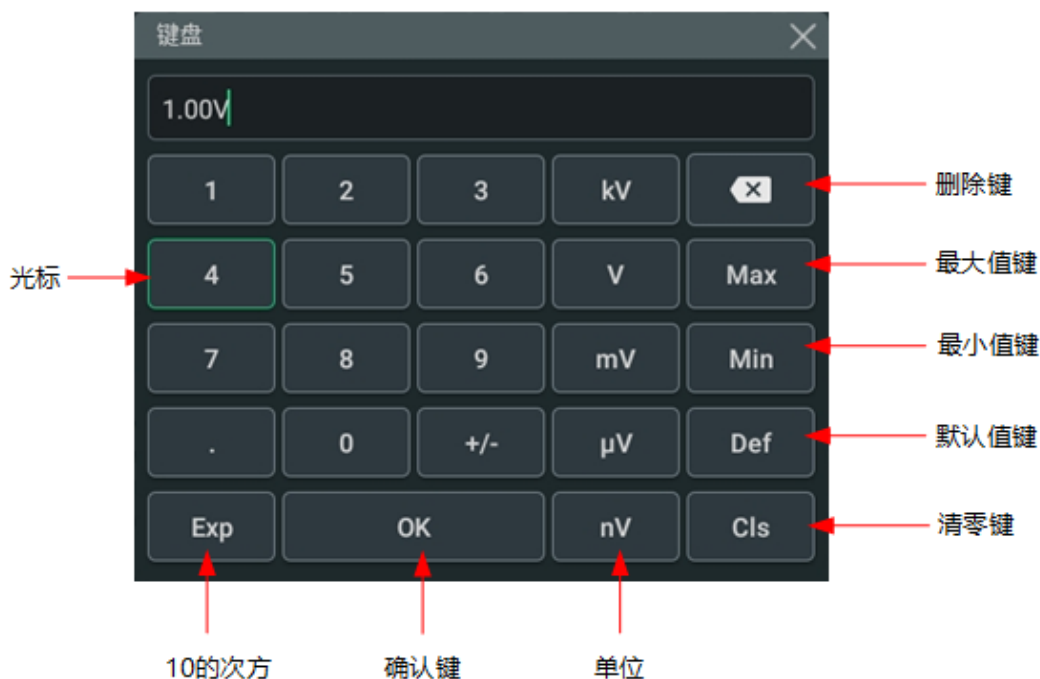 键盘
1.00V
1 2 3 kV 删除键
光标 4 5 6 V Max 最大值键
7 8 9 mV Min 最小值键
. 0 +/- μV Def 默认值键
Exp OK nV Cls 清零键
10的次方 确认键 单位